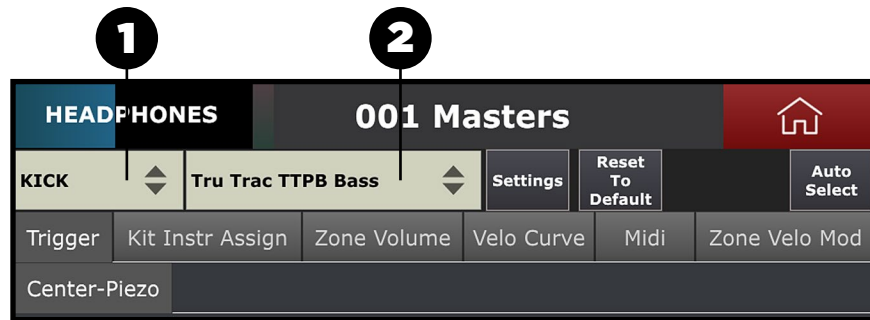 1 2
HEADPHONES 001 Masters
KICK Tru Trac TTPB Bass Settings Reset To Default Auto Select
Trigger Kit Instr Assign Zone Volume Velo Curve Midi Zone Velo Mod
Center-Piezo